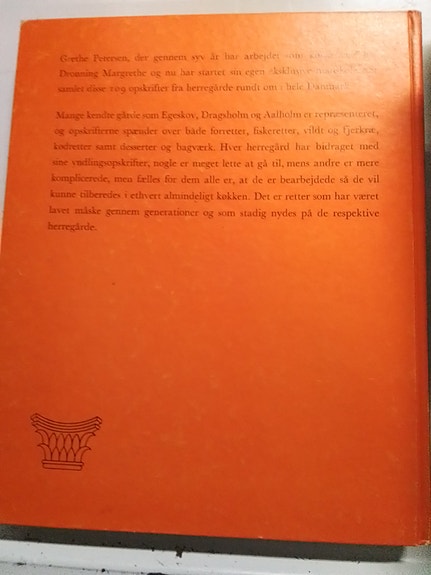 Grethe Petersen, der gennem syv år har arbejdet som
Dronning Margrethe og nu har startet sin egen eksklusive
samlet disse 209 opskrifter fra herregårde rundt om i hele Danmark.
Mange kendte gårde som Egeskov, Dragsholm og Aalholm er repræsenteret,
og opskrifterne spænder over både forretter, fiskeretter, vildt og fjerkræ,
kødretter samt desserter og bagværk. Hver herregård har bidraget med
sine yndlingsopskrifter, nogle er meget lette at gå til, mens andre er mere
komplicerede, men fælles for dem alle er, at de er bearbejdede så de vil
kunne tilberedes i ethvert almindeligt køkken. Det er retter som har været
lavet måske gennem generationer og som stadig nydes på de respektive
herregårde.